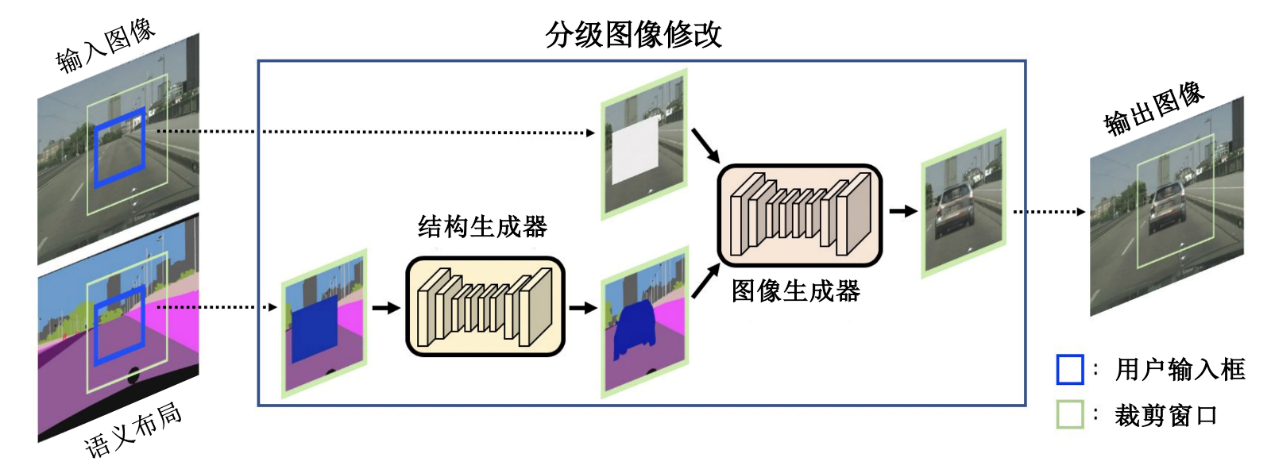 分级图像修改
输入图像
输出图像
结构生成器
图像生成器
语义布局
: 用户输入框
: 裁剪窗口